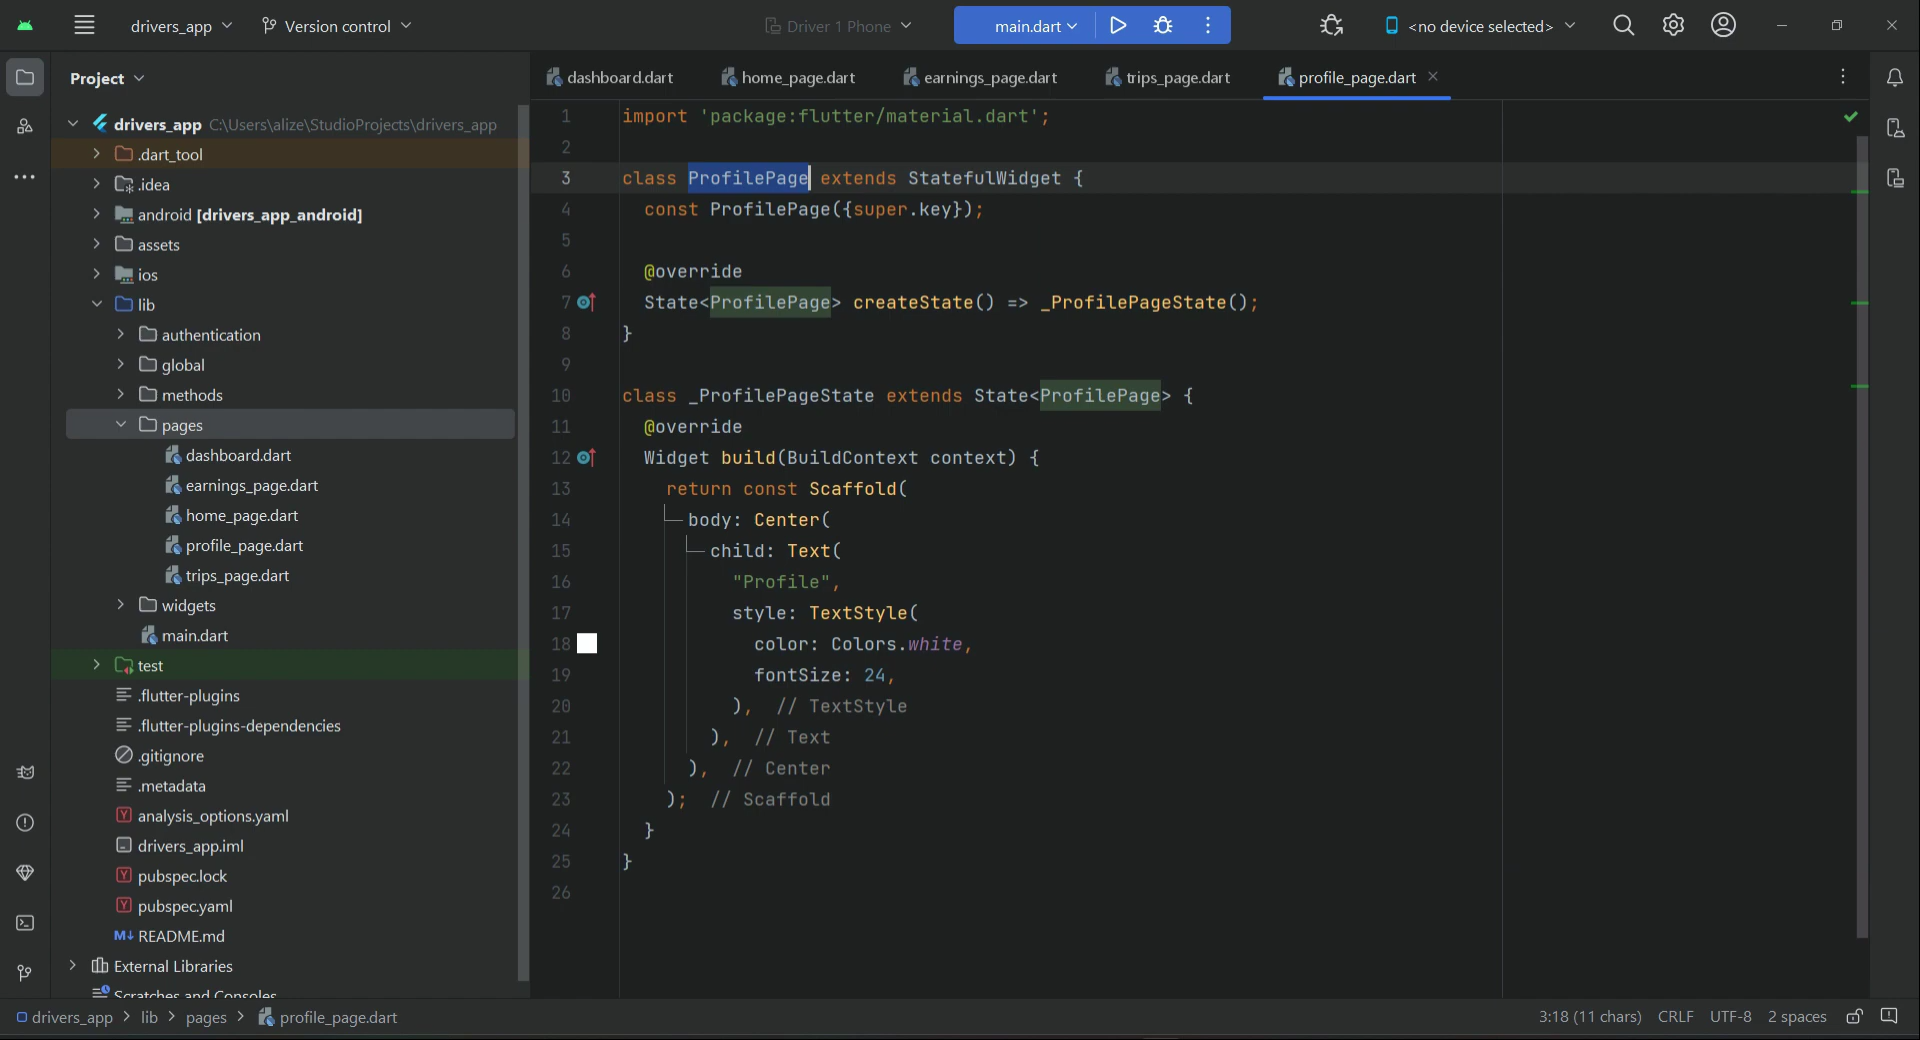 drivers_app
Version control
Driver 1 Phone
main.dart
<no device selected>
Project
dashboard.dart
home_page.dart
earnings_page.dart
trips_page.dart
profile_page.dart
drivers_app C:\Users\alize\StudioProjects\drivers_app
.dart_tool
.idea
android [drivers_app_android]
assets
ios
lib
authentication
global
methods
pages
dashboard.dart
earnings_page.dart
home_page.dart
profile_page.dart
trips_page.dart
widgets
main.dart
test
.flutter-plugins
.flutter-plugins-dependencies
.gitignore
.metadata
analysis_options.yaml
drivers_app.iml
pubspec.lock
pubspec.yaml
README.md
External Libraries
Scratches and Consoles
1 import 'package:flutter/material.dart';
2
3 class ProfilePage extends StatefulWidget {
4 const ProfilePage({super.key});
5
6 @override
7 State<ProfilePage> createState() => _ProfilePageState();
8 }
9
10 class _ProfilePageState extends State<ProfilePage> {
11 @override
12 Widget build(BuildContext context) {
13 return const Scaffold(
14 body: Center(
15 child: Text(
16 "Profile",
17 style: TextStyle(
18 color: Colors.white,
19 fontSize: 24,
20 ), // TextStyle
21 ), // Text
22 ), // Center
23 ); // Scaffold
24 }
25 }
26
drivers_app > lib > pages > profile_page.dart
3:18 (11 chars) CRLF UTF-8 2 spaces